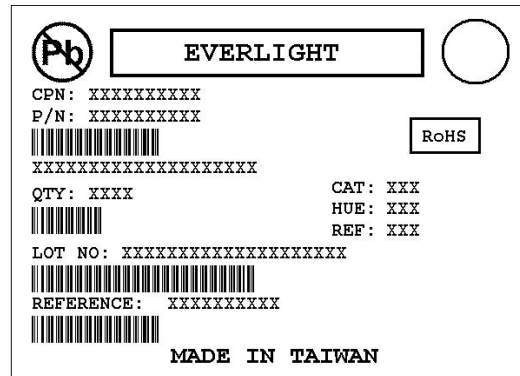 Pb
EVERLIGHT
CPN: XXXXXXXXXX
P/N: XXXXXXXXXX
RoHS
XXXXXXXXXXXXXXXXXXXX
QTY: XXXX
CAT: XXX
HUE: XXX
REF: XXX
LOT NO: XXXXXXXXXXXXXXXXXXXX
REFERENCE: XXXXXXXXXX
MADE IN TAIWAN